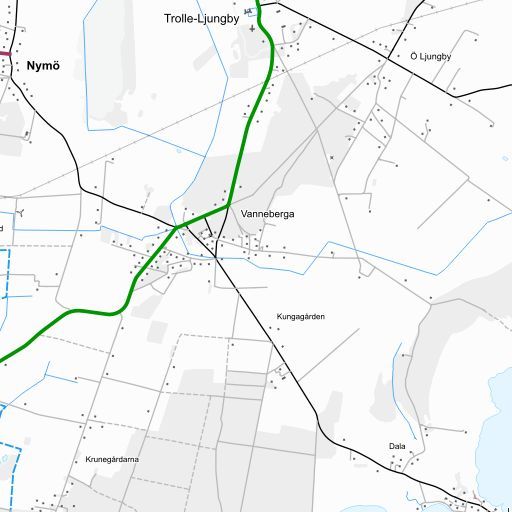 Trolle-Ljungby
Ö Ljungby
Nymö
Vanneberga
d
Kungagården
Dala
Krunegårdarna